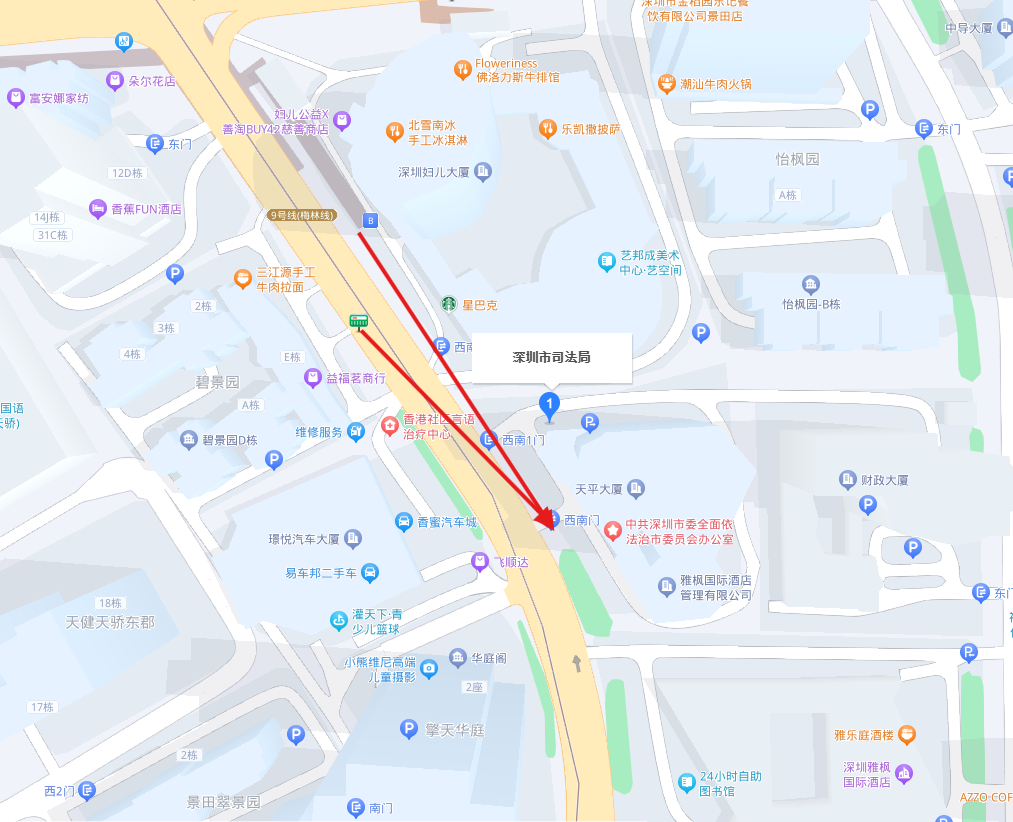 深圳市金稻园乐记餐
饮有限公司景田店
中导大厦
Floweriness
佛洛力斯牛排馆
朵尔花店
潮汕牛肉火锅
富安娜家纺
妇儿公益X
善淘BUY42慈善商店
北雪南冰
手工冰淇淋
乐凯撒披萨
东门
东门
怡枫园
深圳妇儿大厦
12D栋
A栋
香蕉FUN酒店
14J栋
9号线(梅林线)
B
31C栋
艺邦成美术
中心·艺空间
三江源手工
牛肉拉面
2栋
星巴克
怡枫园-B栋
3栋
西南
4栋
E栋
深圳市司法局
益福茗商行
碧景园
国语
天骄)
A栋
1
香港社区言语
治疗中心
维修服务
碧景园D栋
西南1门
财政大厦
天平大厦
香蜜汽车城
西南门
中共深圳市委全面依
法治市委员会办公室
璟悦汽车大厦
飞顺达
易车邦二手车
雅枫国际酒店
管理有限公司
东门
18栋
天健天骄东郡
灌天下·青
少儿篮球
小熊维尼高端
儿童摄影
华庭阁
2座
17栋
擎天华庭
雅乐庭酒楼
2栋
深圳雅枫
国际酒店
24小时自助
图书馆
西2门
景田翠景园
南门
AZZO COF